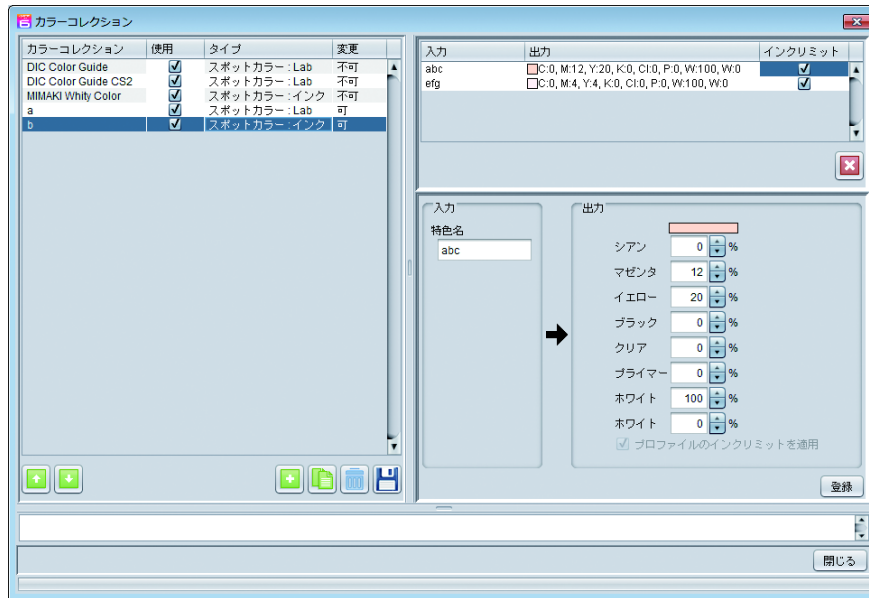 カラーコレクション
カラーコレクション 使用 タイプ 変更
DIC Color Guide スポットカラー : Lab 不可
DIC Color Guide CS2 スポットカラー : Lab 不可
MIMAKI Whity Color スポットカラー : インク 不可
a スポットカラー : Lab 可
b スポットカラー : インク 可
入力 出力 インクリミット
abc C:0, M:12, Y:20, K:0, Cl:0, P:0, W:100, W:0
efg C:0, M:4, Y:4, K:0, Cl:0, P:0, W:100, W:0
入力
特色名
abc
出力
シアン 0 %
マゼンタ 12 %
イエロー 20 %
ブラック 0 %
クリア 0 %
プライマー 0 %
ホワイト 100 %
ホワイト 0 %
プロファイルのインクリミットを適用
登録
閉じる